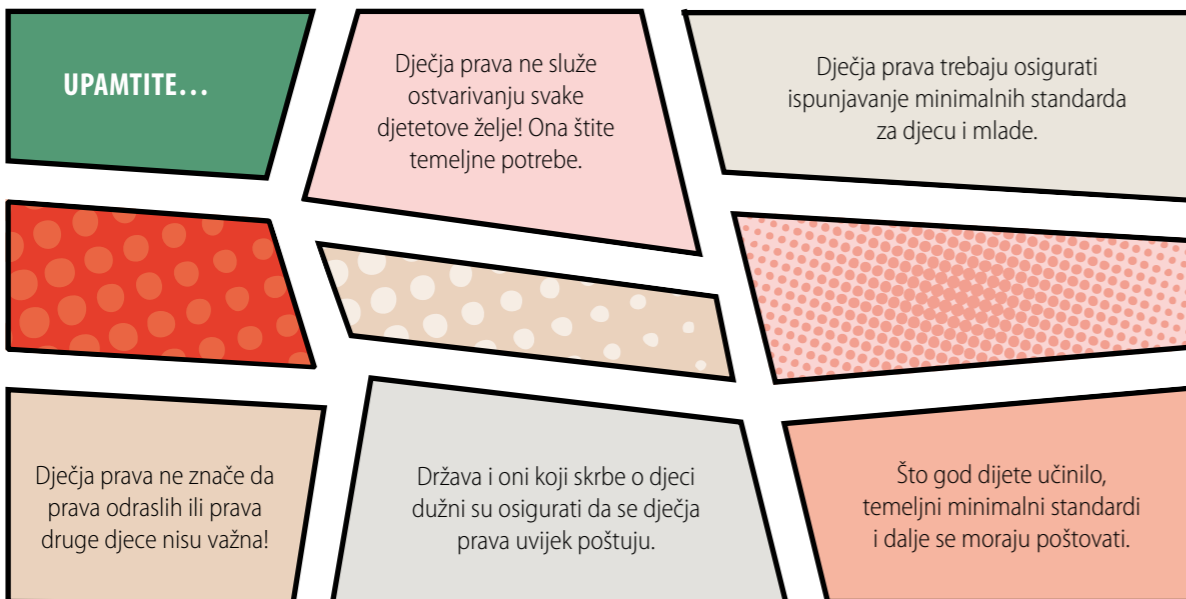 UPAMTITE...
Dječja prava ne služe
ostvarivanju svake
djetetove želje! Ona štite
temeljne potrebe.
Dječja prava trebaju osigurati
ispunjavanje minimalnih standarda
za djecu i mlade.
Dječja prava ne znače da
prava odraslih ili prava
druge djece nisu važna!
Država i oni koji skrbe o djeci
dužni su osigurati da se dječja
prava uvijek poštuju.
Što god dijete učinilo,
temeljni minimalni standardi
i dalje se moraju poštovati.